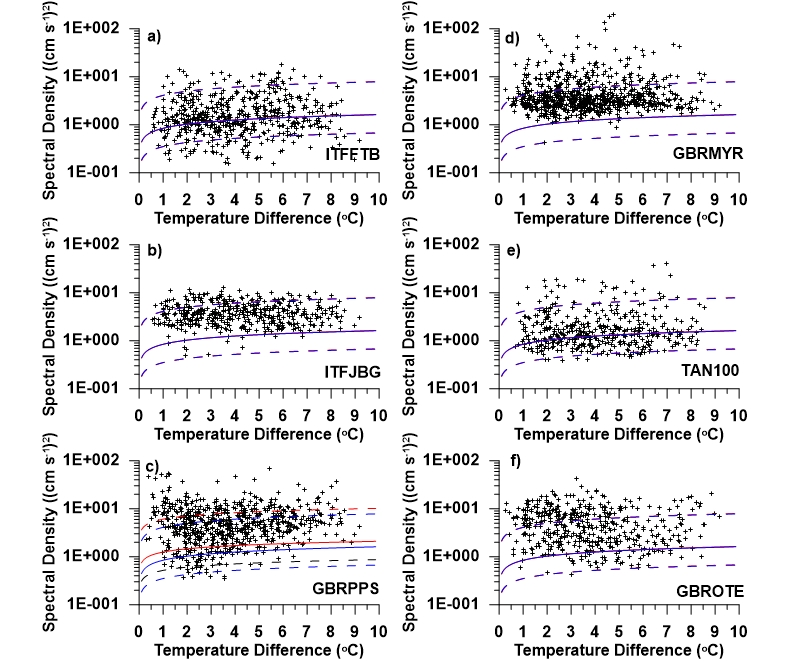 a)
Spectral Density ((cm s⁻¹)²)
1E+002
1E+001
1E+000
1E-001
ITFFTB
0 1 2 3 4 5 6 7 8 9 10
Temperature Difference (°C)
d)
Spectral Density ((cm s⁻¹)²)
1E+002
1E+001
1E+000
1E-001
GBRMYR
0 1 2 3 4 5 6 7 8 9 10
Temperature Difference (°C)
b)
Spectral Density ((cm s⁻¹)²)
1E+002
1E+001
1E+000
1E-001
ITFJBG
0 1 2 3 4 5 6 7 8 9 10
Temperature Difference (°C)
e)
Spectral Density ((cm s⁻¹)²)
1E+002
1E+001
1E+000
1E-001
TAN100
0 1 2 3 4 5 6 7 8 9 10
Temperature Difference (°C)
c)
Spectral Density ((cm s⁻¹)²)
1E+002
1E+001
1E+000
1E-001
GBRPPS
0 1 2 3 4 5 6 7 8 9 10
Temperature Difference (°C)
f)
Spectral Density ((cm s⁻¹)²)
1E+002
1E+001
1E+000
1E-001
GBROTE
0 1 2 3 4 5 6 7 8 9 10
Temperature Difference (°C)